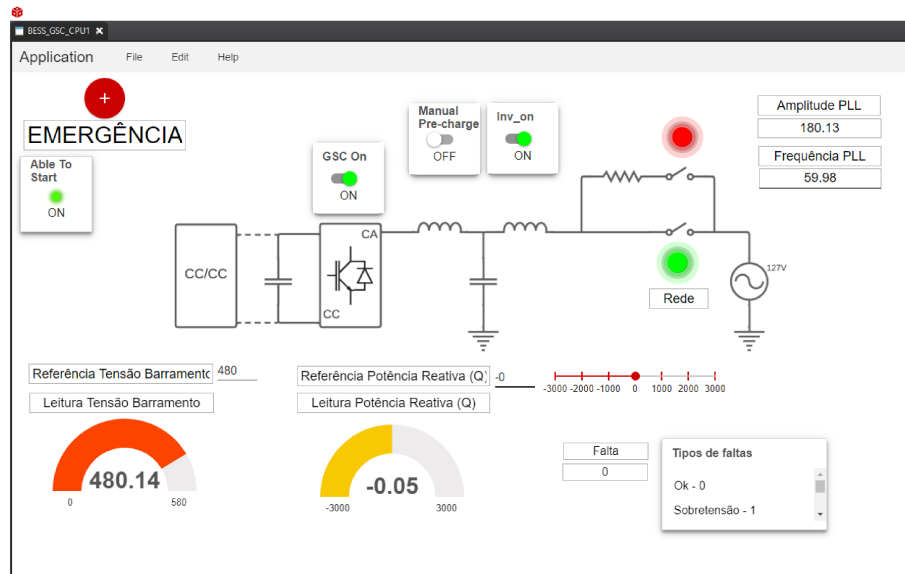 BESS_GSC_CPU1
Application File Edit Help
EMERGÊNCIA
Able To
Start
ON
GSC On
ON
Manual
Pre-charge
OFF
Inv_on
ON
Amplitude PLL
180.13
Frequência PLL
59.98
CC/CC
CA
CC
127V
Rede
Referência Tensão Barramento
480
Leitura Tensão Barramento
480.14
0 580
Referência Potência Reativa (Q)
-0
Leitura Potência Reativa (Q)
-0.05
-3000 3000
-3000 -2000 -1000 0 1000 2000 3000
Falta
0
Tipos de faltas
Ok - 0
Sobretensão - 1